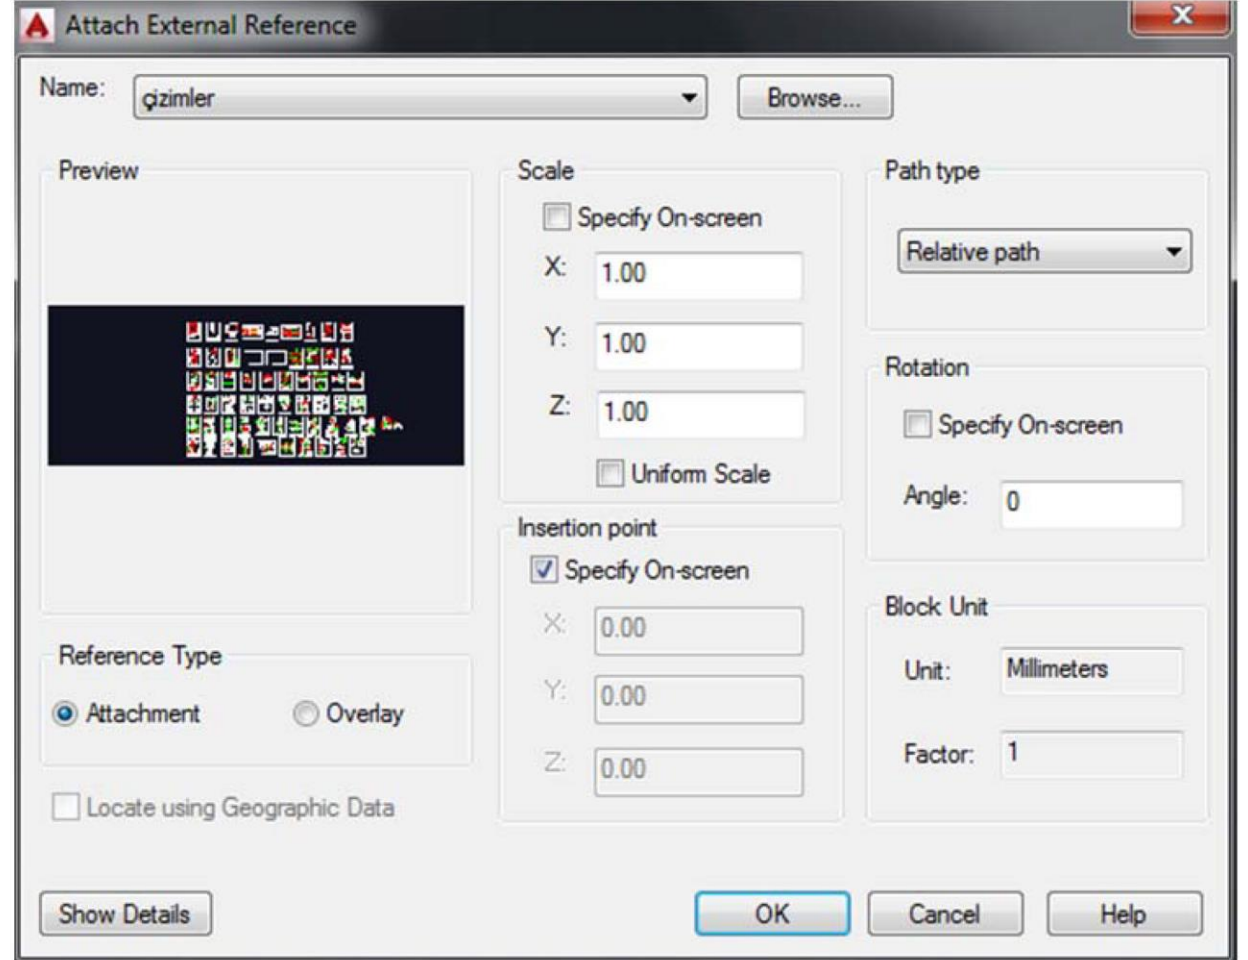 Attach External Reference
Name: çizimler Browse...
Preview
Scale
Specify On-screen
X: 1.00
Y: 1.00
Z: 1.00
Uniform Scale
Path type
Relative path
Rotation
Specify On-screen
Angle: 0
Insertion point
Specify On-screen
X: 0.00
Y: 0.00
Z: 0.00
Block Unit
Unit: Millimeters
Factor: 1
Reference Type
Attachment Overlay
Locate using Geographic Data
Show Details OK Cancel Help